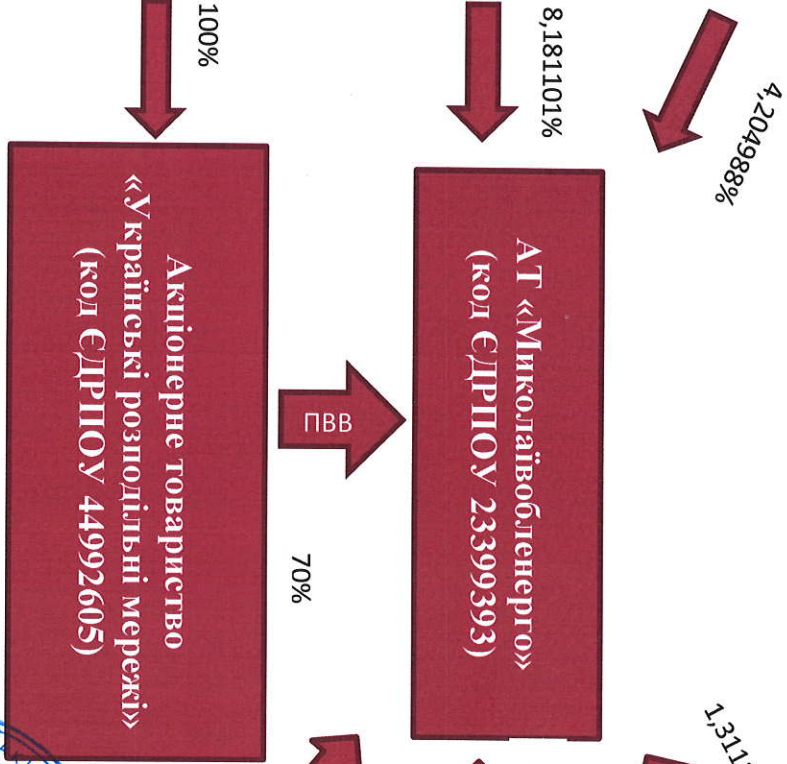 4,204988%
8,181101%
100%
АТ «Миколаївобленерго»
(код ЄДРПОУ 23399393)
ПВВ
70%
Акціонерне товариство
«Українські розподільні мережі»
(код ЄДРПОУ 44992605)